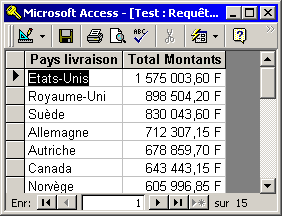 Microsoft Access - [Test : Requêt...
ABC
Pays livraison Total Montants
Etats-Unis 1 575 003,60 F
Royaume-Uni 898 504,20 F
Suède 830 043,60 F
Allemagne 712 307,15 F
Autriche 678 859,70 F
Canada 643 443,15 F
Norvège 605 996,85 F
Enr: 1 sur 15